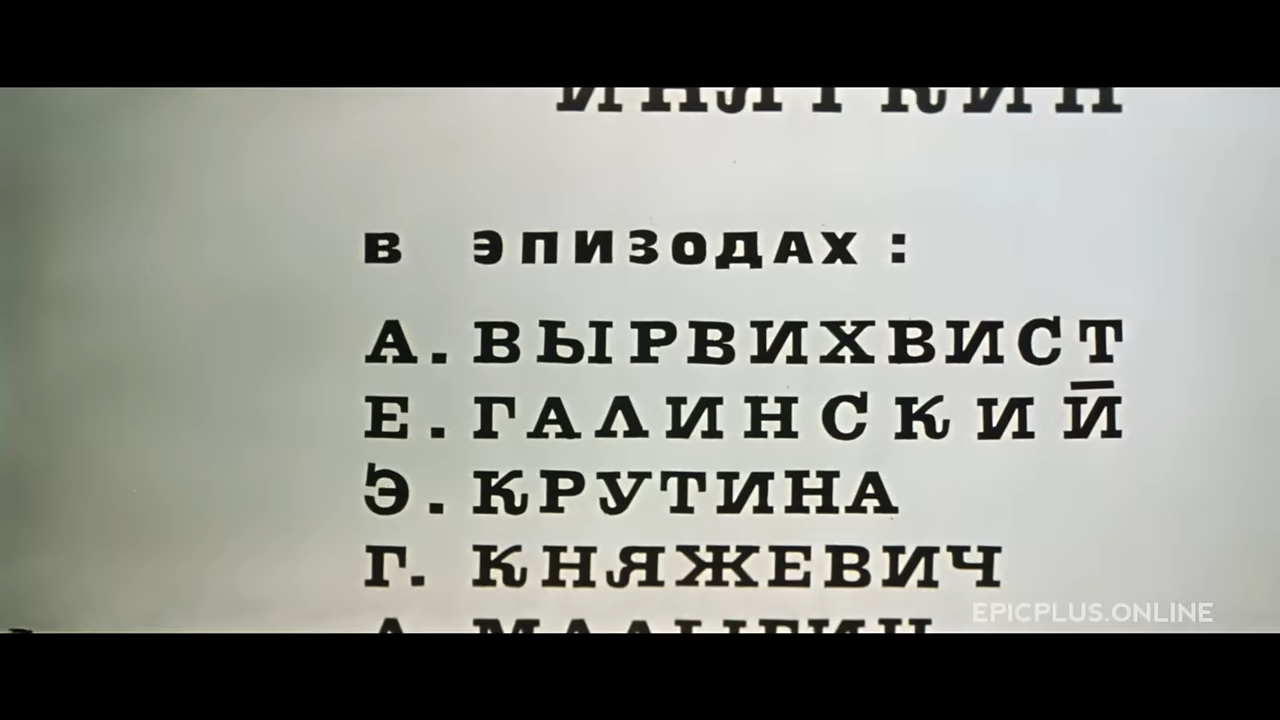 В ЭПИЗОДАХ:
А. ВЫРВИХВИСТ
Е. ГАЛИНСКИЙ
Э. КРУТИНА
Г. КНЯЖЕВИЧ
EPICPLUS.ONLINE